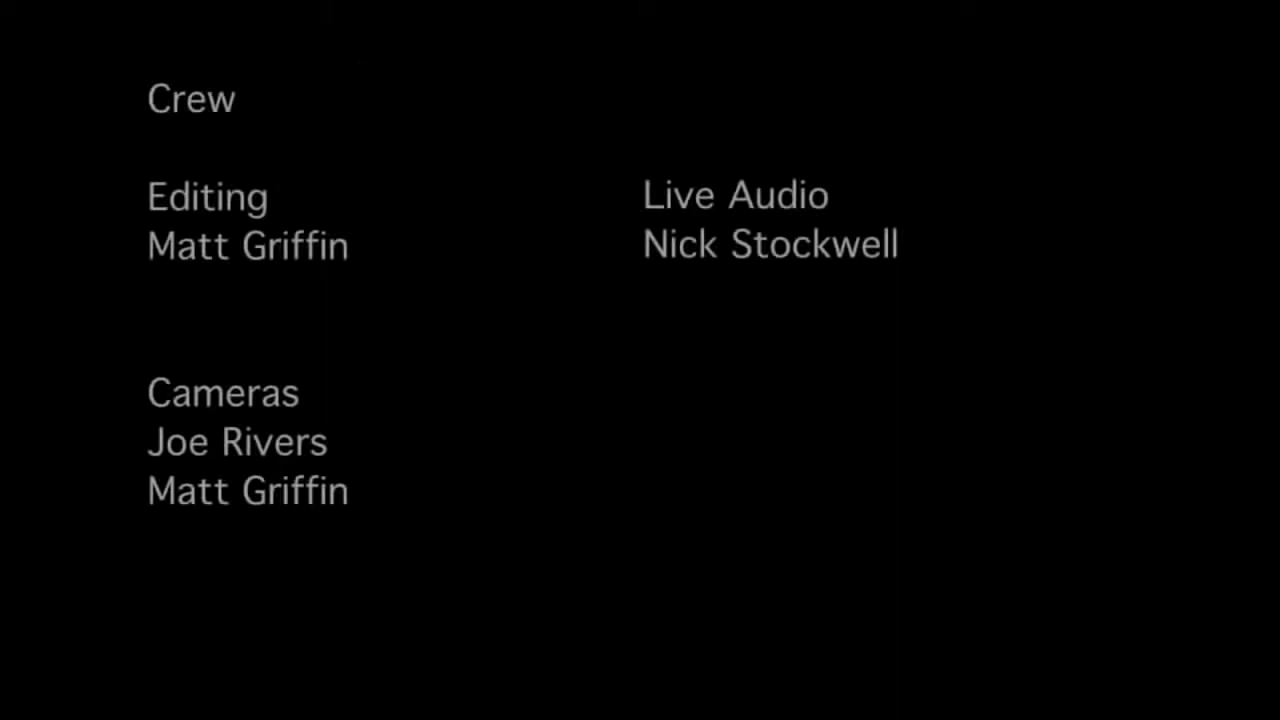 Crew
Editing
Matt Griffin
Live Audio
Nick Stockwell
Cameras
Joe Rivers
Matt Griffin